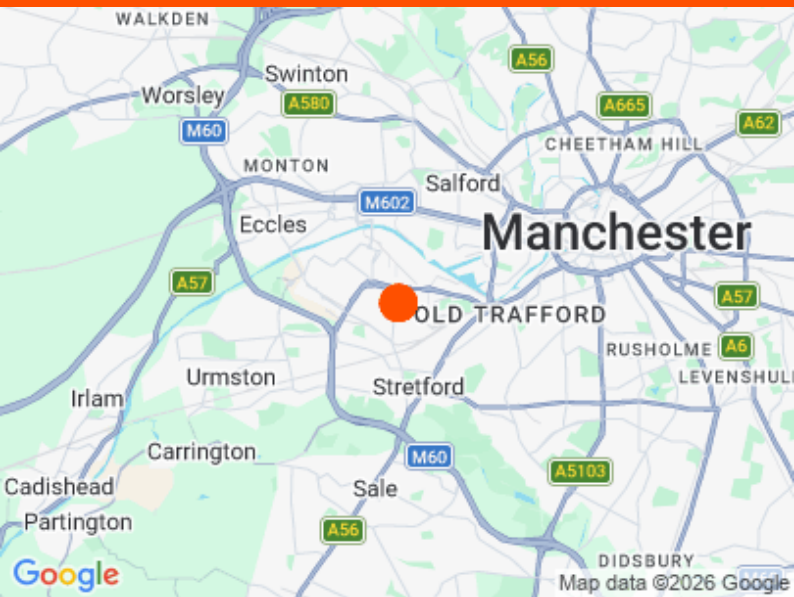 WALKDEN
A56
Swinton
Worsley
A580
A665
A62
M60
CHEETHAM HILL
MONTON
Salford
M602
Eccles
Manchester
A57
A57
OLD TRAFFORD
RUSHOLME
A6
LEVENSHUL
Urmston
Stretford
Irlam
Carrington
M60
A5103
Cadishead
Sale
Partington
A56
DIDSBURY
Google
Map data ©2026 Google